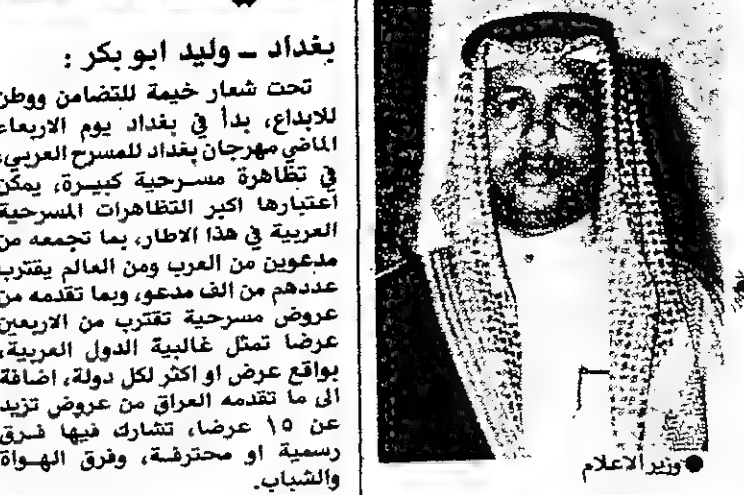 بغداد ـ وليد ابو بكر :
تحت شعار خيمة للتضامن ووطن
للابداع، بدأ في بغداد يوم الاربعاء
الماضي مهرجان بغداد للمسرح العربي،
في تظاهرة مسرحية كبيرة، يمكن
اعتبارها اكبر التظاهرات المسرحية
العربية في هذا الاطار، بما تجمعه من
مدعوين من العرب ومن العالم يقترب
عددهم من الف مدعو، وبما تقدمه من
عروض مسرحية تقترب من الاربعين
عرضا تمثل غالبية الدول العربية،
بواقع عرض او اكثر لكل دولة، اضافة
الى ما تقدمه العراق من عروض تزيد
عن ١٥ عرضا، تشارك فيها فرق
رسمية او محترفة، وفرق الهواة
والشباب.
● وزير الاعلام